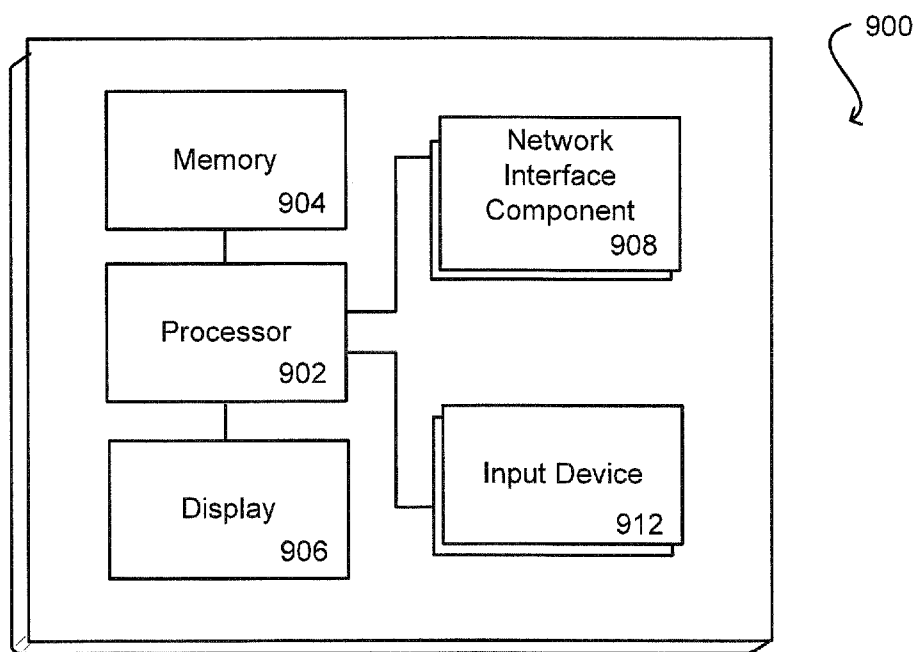 900
Memory
904
Network
Interface
Component
908
Processor
902
Input Device
912
Display
906